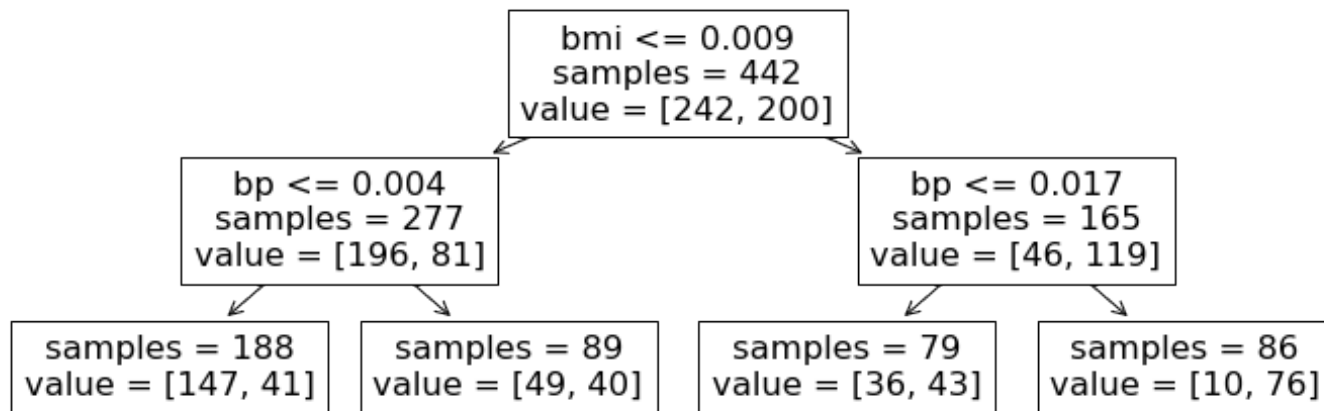 bmi <= 0.009
samples = 442
value = [242, 200]
bp <= 0.004
samples = 277
value = [196, 81]
bp <= 0.017
samples = 165
value = [46, 119]
samples = 188
value = [147, 41]
samples = 89
value = [49, 40]
samples = 79
value = [36, 43]
samples = 86
value = [10, 76]